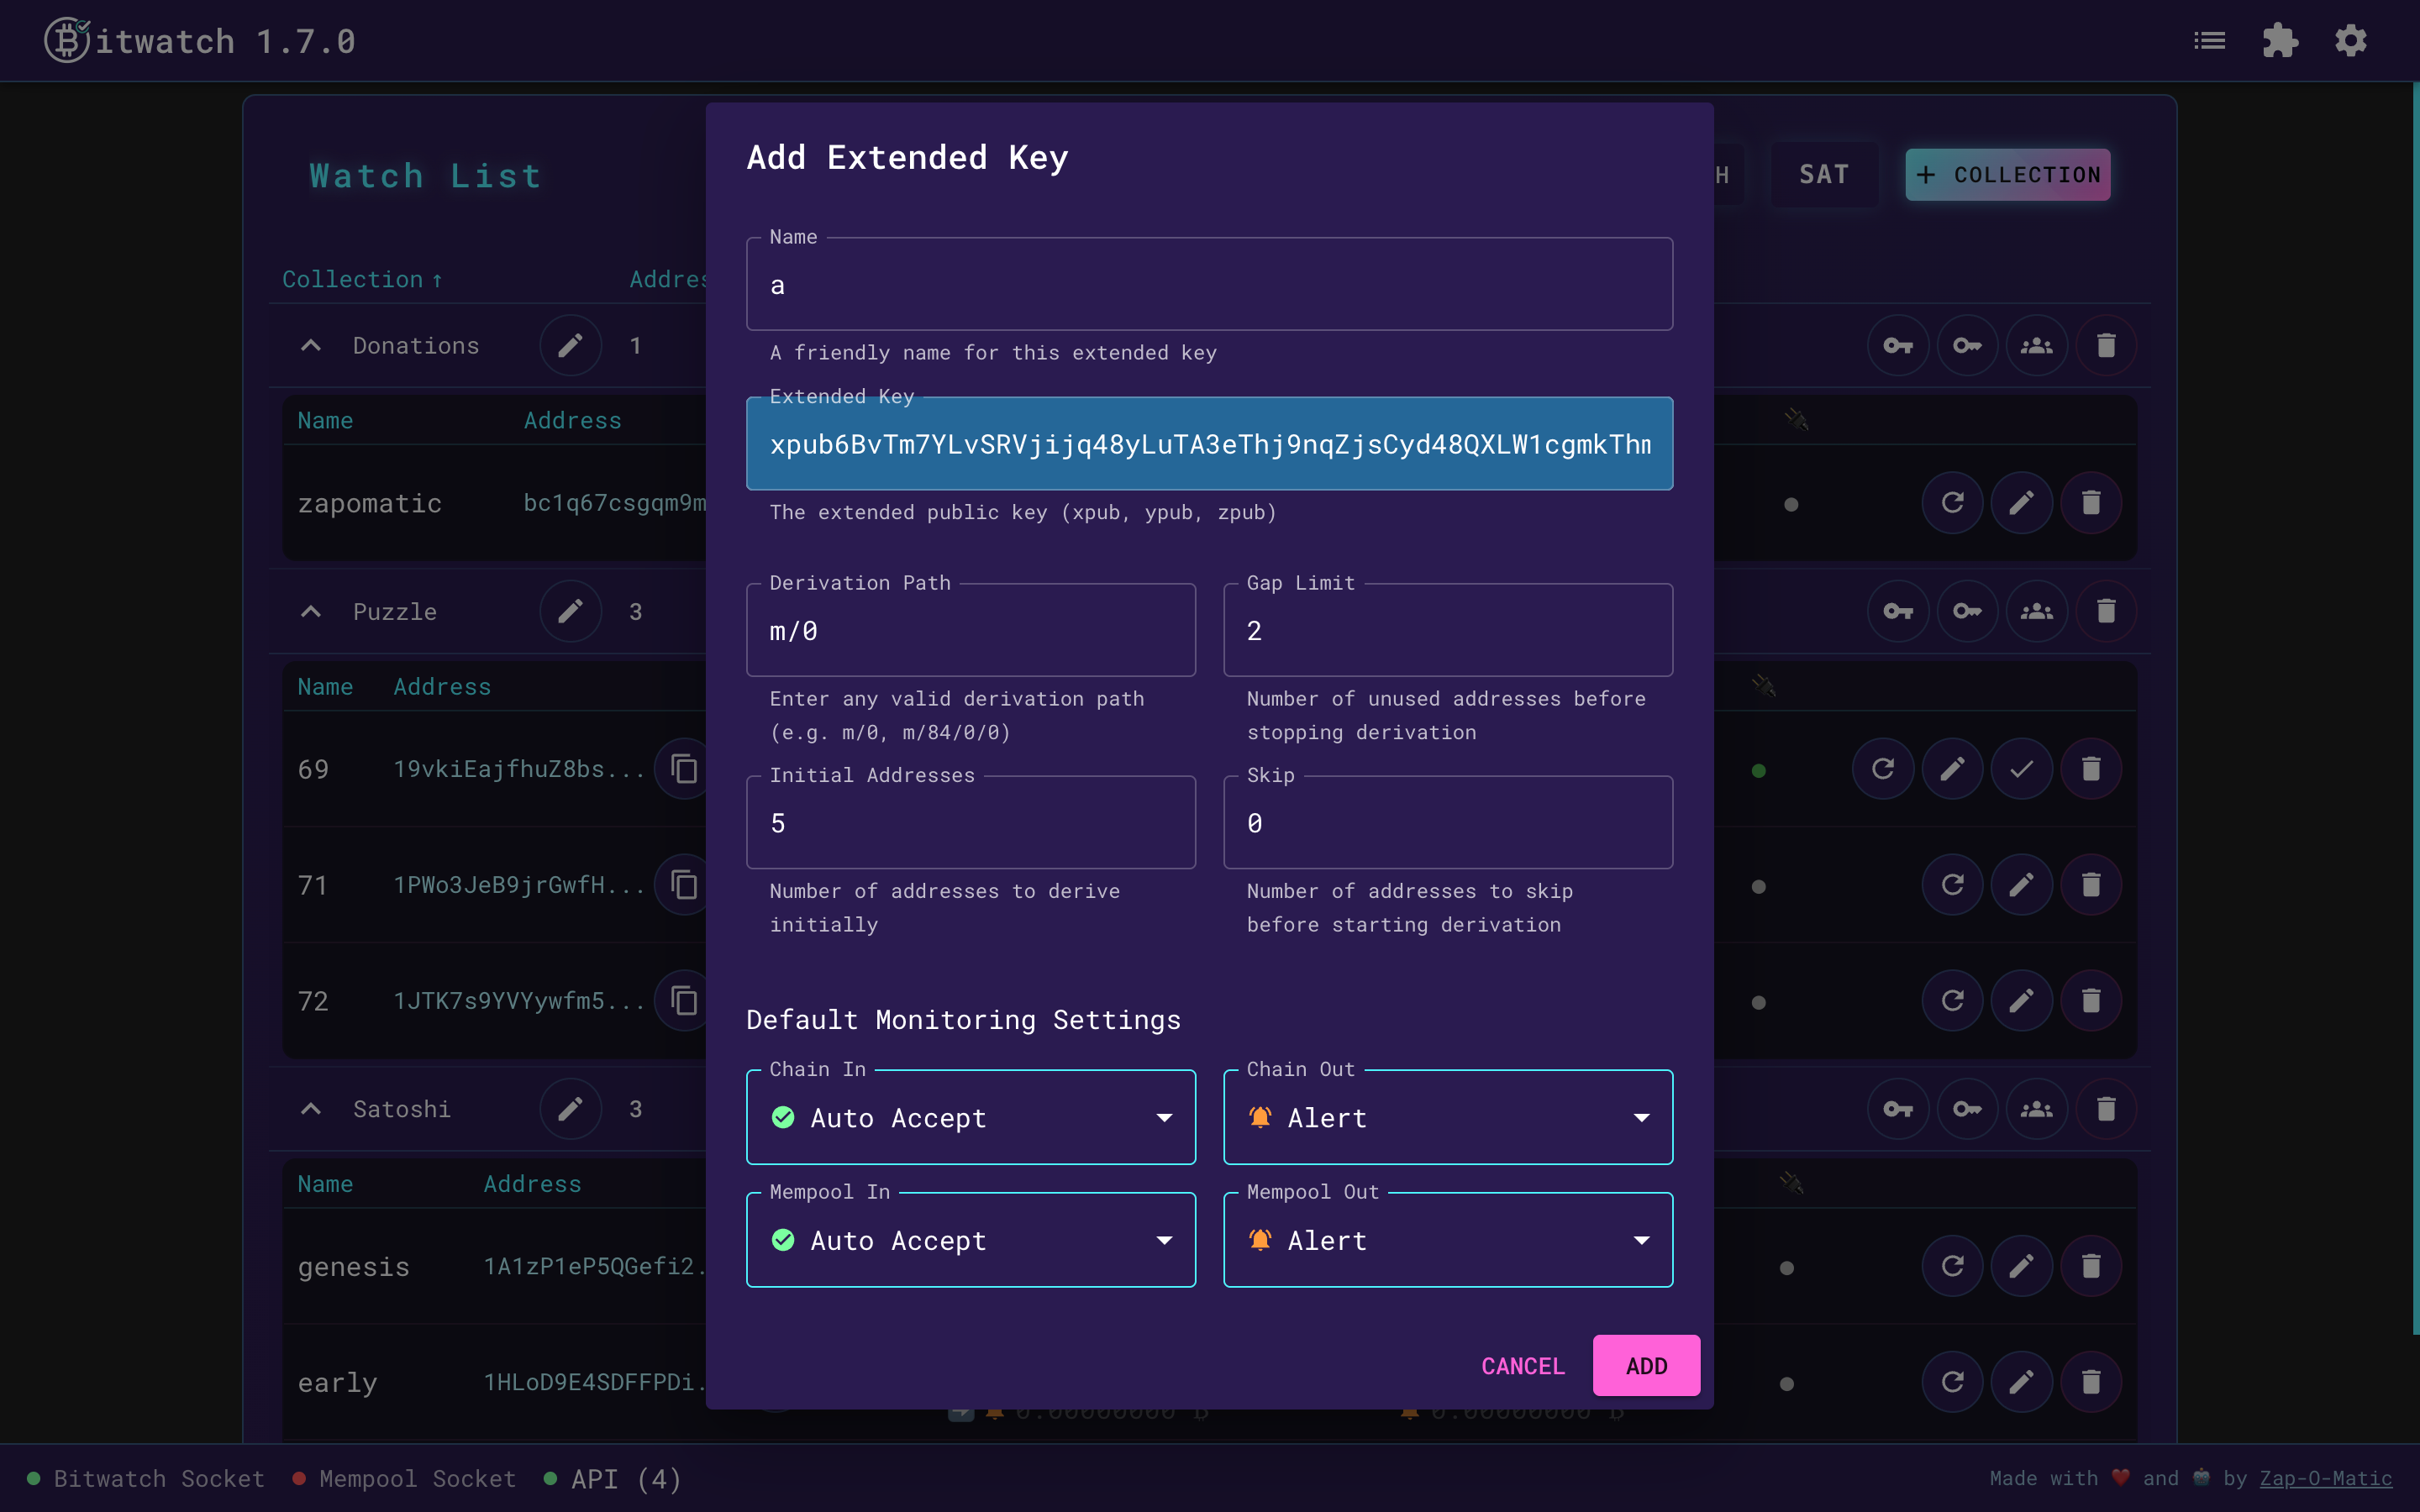 Bitwatch 1.7.0
Watch List
SAT
+ COLLECTION
Collection ↑
Donations 1
Name Address
zapomatic bc1q67csgqm9m
Puzzle 3
Name Address
69 19vkiEajfhuZ8bs...
71 1PWo3JeB9jrGwfH...
72 1JTK7s9YVYywfm5...
Satoshi 3
Name Address
genesis 1A1zP1eP5QGefi2.
early 1HLoD9E4SDFFPDi.
Add Extended Key
Name
a
A friendly name for this extended key
Extended Key
xpub6BvTm7YLvSRVjijq48yLuTA3eThj9nqZjsCyd48QXLW1cgmkThm
The extended public key (xpub, ypub, zpub)
Derivation Path
m/0
Enter any valid derivation path
(e.g. m/0, m/84/0/0)
Gap Limit
2
Number of unused addresses before
stopping derivation
Initial Addresses
5
Number of addresses to derive
initially
Skip
0
Number of addresses to skip
before starting derivation
Default Monitoring Settings
Chain In
Auto Accept
Chain Out
Alert
Mempool In
Auto Accept
Mempool Out
Alert
CANCEL
ADD
Bitwatch Socket
Mempool Socket
API (4)
Made with ❤️ and 🤖 by Zap-O-Matic